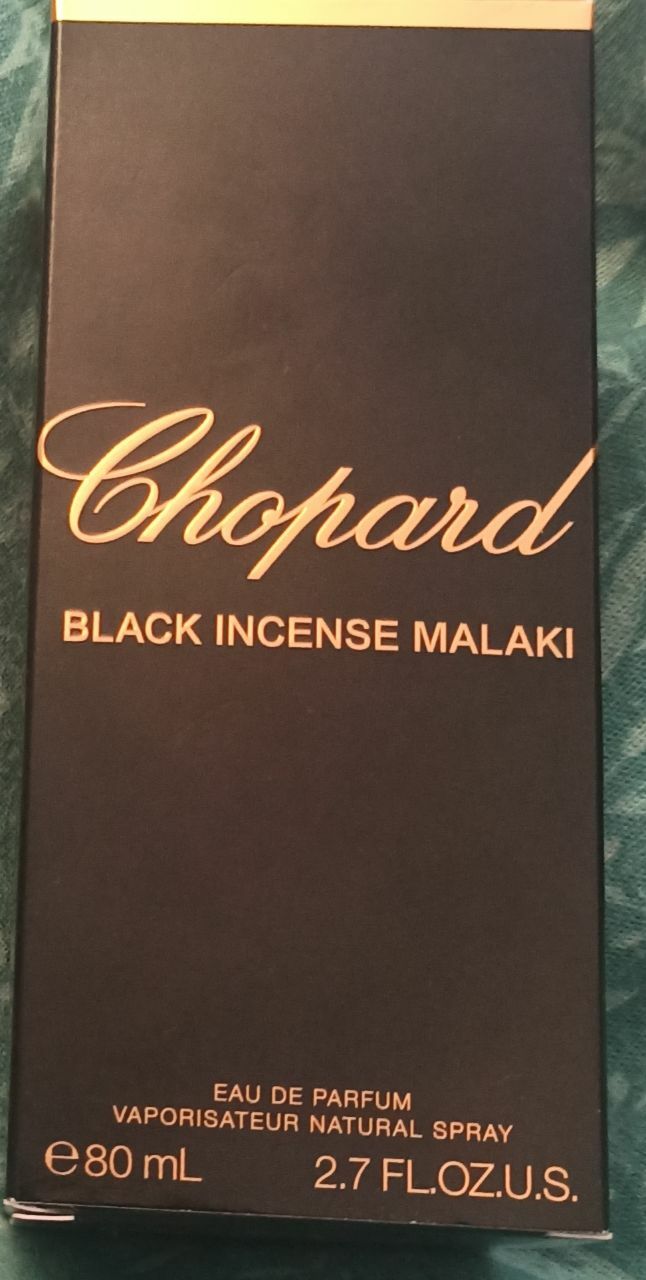 Chopard
BLACK INCENSE MALAKI
EAU DE PARFUM
VAPORISATEUR NATURAL SPRAY
℮80 mL 2.7 FL.OZ.U.S.